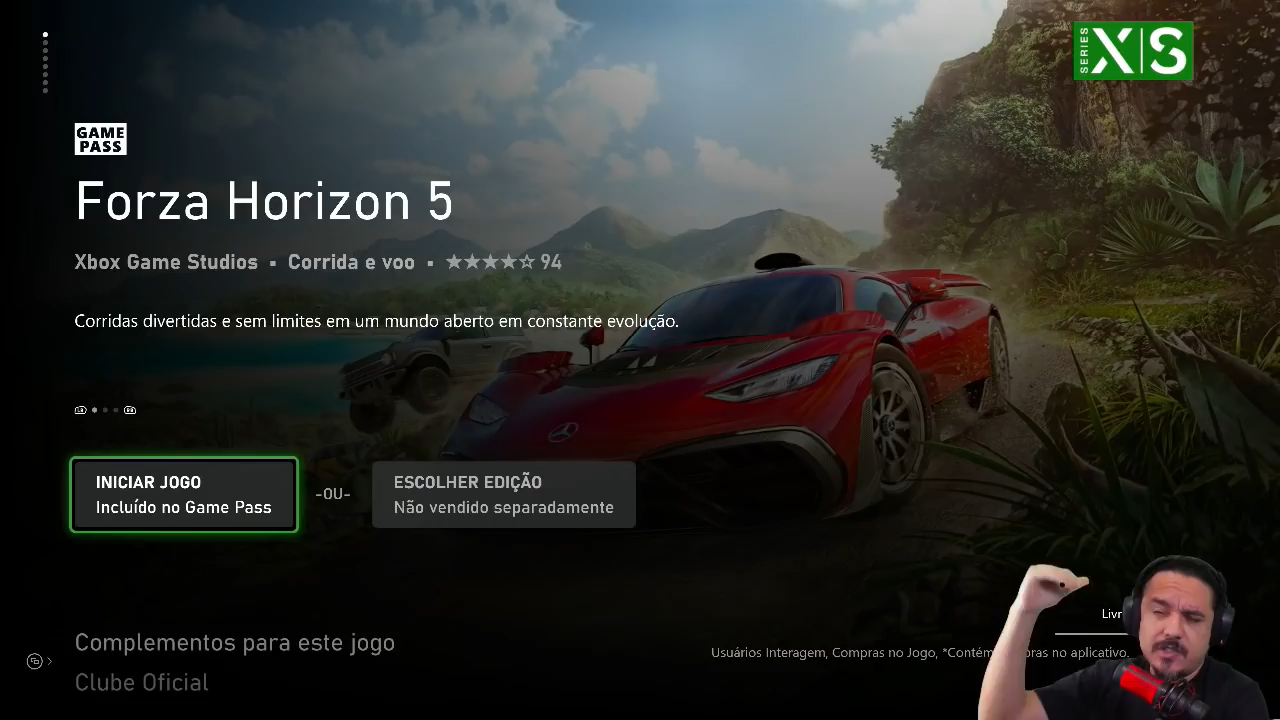 SERIES X|S
GAME PASS
Forza Horizon 5
Xbox Game Studios ▪ Corrida e voo ▪ ★★★★☆ 94
Corridas divertidas e sem limites em um mundo aberto em constante evolução.
INICIAR JOGO
Incluído no Game Pass
-OU-
ESCOLHER EDIÇÃO
Não vendido separadamente
Livr
Complementos para este jogo
Usuários Interagem, Compras no Jogo, *Contém pras no aplicativo.
Clube Oficial